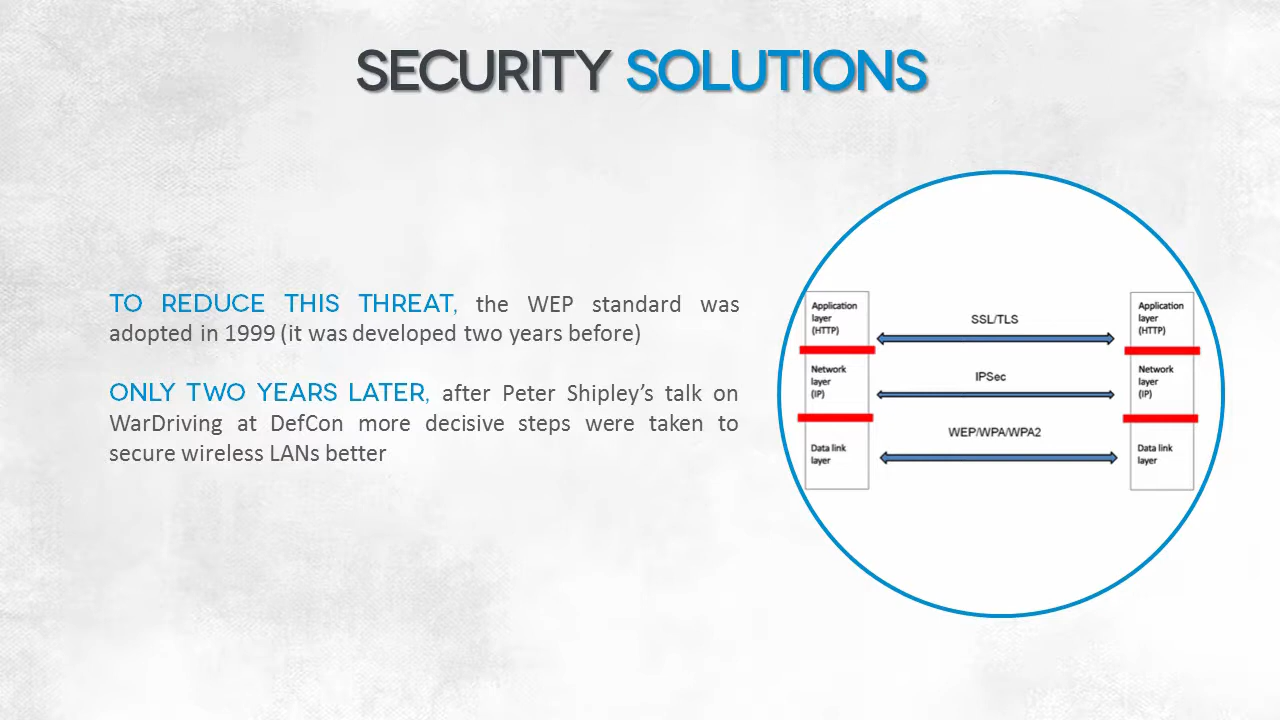 SECURITY SOLUTIONS
TO REDUCE THIS THREAT, the WEP standard was
adopted in 1999 (it was developed two years before)
ONLY TWO YEARS LATER, after Peter Shipley’s talk on
WarDriving at DefCon more decisive steps were taken to
secure wireless LANs better
Application
layer
(HTTP)
SSL/TLS
Application
layer
(HTTP)
Network
layer
(IP)
IPSec
Network
layer
(IP)
Data link
layer
WEP/WPA/WPA2
Data link
layer